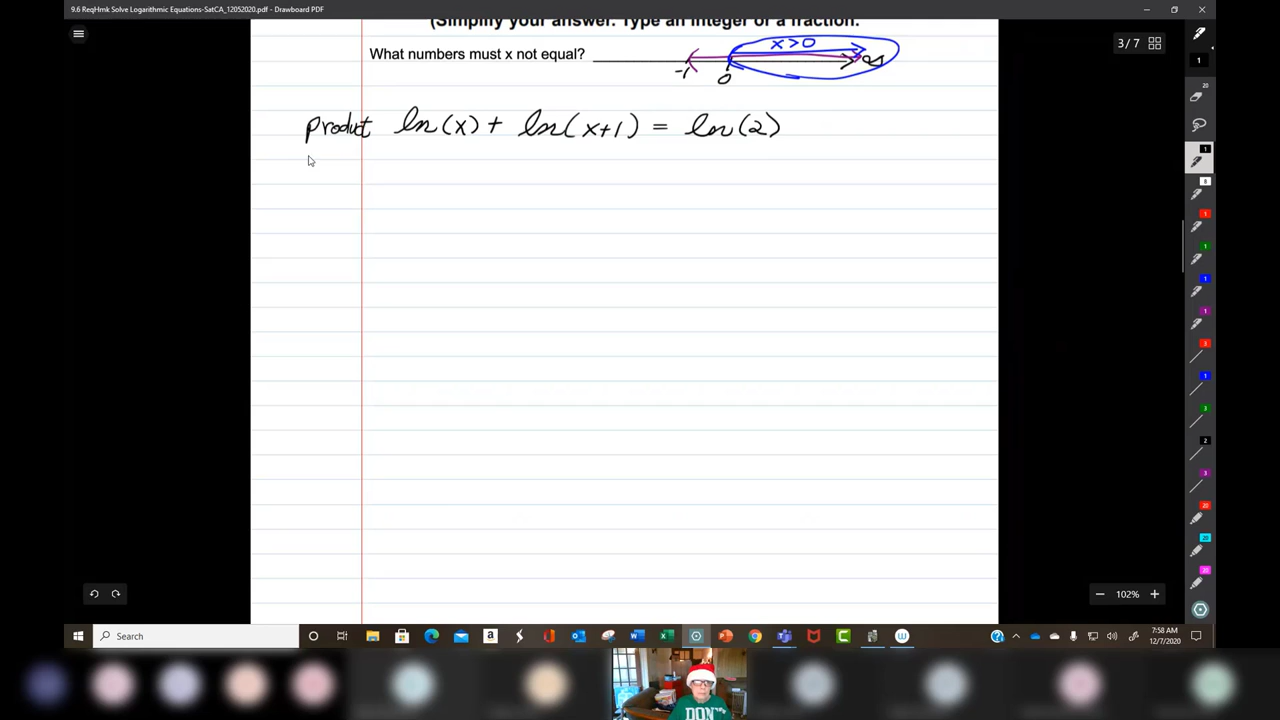 9.6 ReqHmk Solve Logarithmic Equations-SatCA_12052020.pdf - Drawboard PDF
(Simplify your answer. Type an integer or a fraction.
What numbers must x not equal?
x > 0
-1
0
∞
3/7
product ln(x) + ln(x+1) = ln(2)
102%
Search
7:58 AM
12/7/2020
DON'